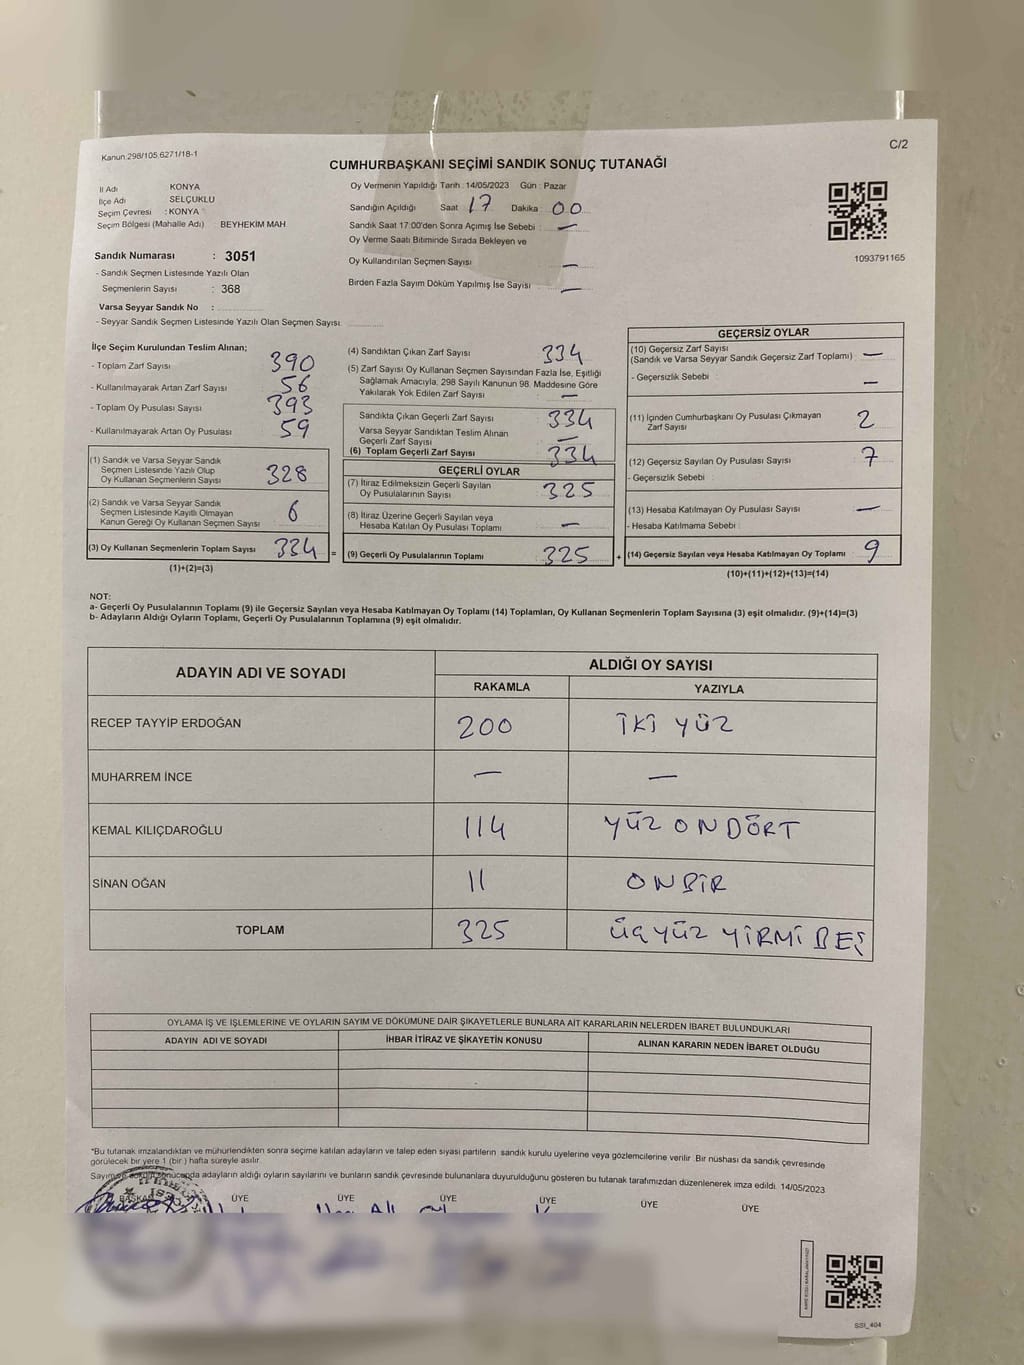 Kanun:298/105.6271/18-1
C/2
CUMHURBAŞKANI SEÇİMİ SANDIK SONUÇ TUTANAĞI
İl Adı KONYA
İlçe Adı SELÇUKLU
Seçim Çevresi : KONYA
Seçim Bölgesi (Mahalle Adı) BEYHEKİM MAH
Oy Vermenin Yapıldığı Tarih : 14/05/2023 Gün : Pazar
Sandığın Açıldığı Saat 17 Dakika 00
Sandık Saat 17:00'den Sonra Açımış İse Sebebi : —
Oy Verme Saati Bitiminde Sırada Bekleyen ve
Oy Kullandırılan Seçmen Sayısı —
Birden Fazla Sayım Döküm Yapılmış İse Sayısı —
1093791165
Sandık Numarası : 3051
- Sandık Seçmen Listesinde Yazılı Olan
Seçmenlerin Sayısı : 368
Varsa Seyyar Sandık No :
- Seyyar Sandık Seçmen Listesinde Yazılı Olan Seçmen Sayısı:
İlçe Seçim Kurulundan Teslim Alınan;
- Toplam Zarf Sayısı 390
- Kullanılmayarak Artan Zarf Sayısı 56
- Toplam Oy Pusulası Sayısı 393
- Kullanılmayarak Artan Oy Pusulası 59
(1) Sandık ve Varsa Seyyar Sandık
Seçmen Listesinde Yazılı Olup
Oy Kullanan Seçmenlerin Sayısı 328
(2) Sandık ve Varsa Seyyar Sandık
Seçmen Listesinde Kayıtlı Olmayan
Kanun Gereği Oy Kullanan Seçmen Sayısı 6
(3) Oy Kullanan Seçmenlerin Toplam Sayısı 334 =
(1)+(2)=(3)
(4) Sandıktan Çıkan Zarf Sayısı 334
(5) Zarf Sayısı Oy Kullanan Seçmen Sayısından Fazla İse, Eşitliği
Sağlamak Amacıyla, 298 Sayılı Kanunun 98. Maddesine Göre
Yakılarak Yok Edilen Zarf Sayısı —
Sandıkta Çıkan Geçerli Zarf Sayısı 334
Varsa Seyyar Sandıktan Teslim Alınan
Geçerli Zarf Sayısı —
(6) Toplam Geçerli Zarf Sayısı 334
GEÇERLİ OYLAR
(7) İtiraz Edilmeksizin Geçerli Sayılan
Oy Pusulalarının Sayısı 325
(8) İtiraz Üzerine Geçerli Sayılan veya
Hesaba Katılan Oy Pusulası Toplamı —
(9) Geçerli Oy Pusulalarının Toplamı 325 +
GEÇERSİZ OYLAR
(10) Geçersiz Zarf Sayısı
(Sandık ve Varsa Seyyar Sandık Geçersiz Zarf Toplamı) —
- Geçersizlik Sebebi —
(11) İçinden Cumhurbaşkanı Oy Pusulası Çıkmayan
Zarf Sayısı 2
(12) Geçersiz Sayılan Oy Pusulası Sayısı 7
- Geçersizlik Sebebi :
(13) Hesaba Katılmayan Oy Pusulası Sayısı —
- Hesaba Katılmama Sebebi
(14) Geçersiz Sayılan veya Hesaba Katılmayan Oy Toplamı 9
(10)+(11)+(12)+(13)=(14)
NOT:
a- Geçerli Oy Pusulalarının Toplamı (9) ile Geçersiz Sayılan veya Hesaba Katılmayan Oy Toplamı (14) Toplamları, Oy Kullanan Seçmenlerin Toplam Sayısına (3) eşit olmalıdır. (9)+(14)=(3)
b- Adayların Aldığı Oyların Toplamı, Geçerli Oy Pusulalarının Toplamına (9) eşit olmalıdır.
ADAYIN ADI VE SOYADI ALDIĞI OY SAYISI
RAKAMLA YAZIYLA
RECEP TAYYİP ERDOĞAN 200 İKİ YÜZ
MUHARREM İNCE — —
KEMAL KILIÇDAROĞLU 114 YÜZ ONDÖRT
SİNAN OĞAN 11 ONBİR
TOPLAM 325 ÜÇYÜZ YİRMİ BEŞ
OYLAMA İŞ VE İŞLEMLERİNE VE OYLARIN SAYIM VE DÖKÜMÜNE DAİR ŞİKAYETLERLE BUNLARA AİT KARARLARIN NELERDEN İBARET BULUNDUKLARI
ADAYIN ADI VE SOYADI İHBAR İTİRAZ VE ŞİKAYETİN KONUSU ALINAN KARARIN NEDEN İBARET OLDUĞU
*Bu tutanak imzalandıktan ve mühürlendikten sonra seçime katılan adayların ve talep eden siyasi partilerin sandık kurulu üyelerine veya gözlemcilerine verilir. Bir nüshası da sandık çevresinde
görülecek bir yere 1 (bir) hafta süreyle asılır.
Sayım ve döküm sonucunda adayların aldığı oyların sayılarını ve bunların sandık çevresinde bulunanlara duyurulduğunu gösteren bu tutanak tarafımızdan düzenlenerek imza edildi. 14/05/2023
BAŞKAN ÜYE ÜYE ÜYE ÜYE ÜYE ÜYE
SSI_404